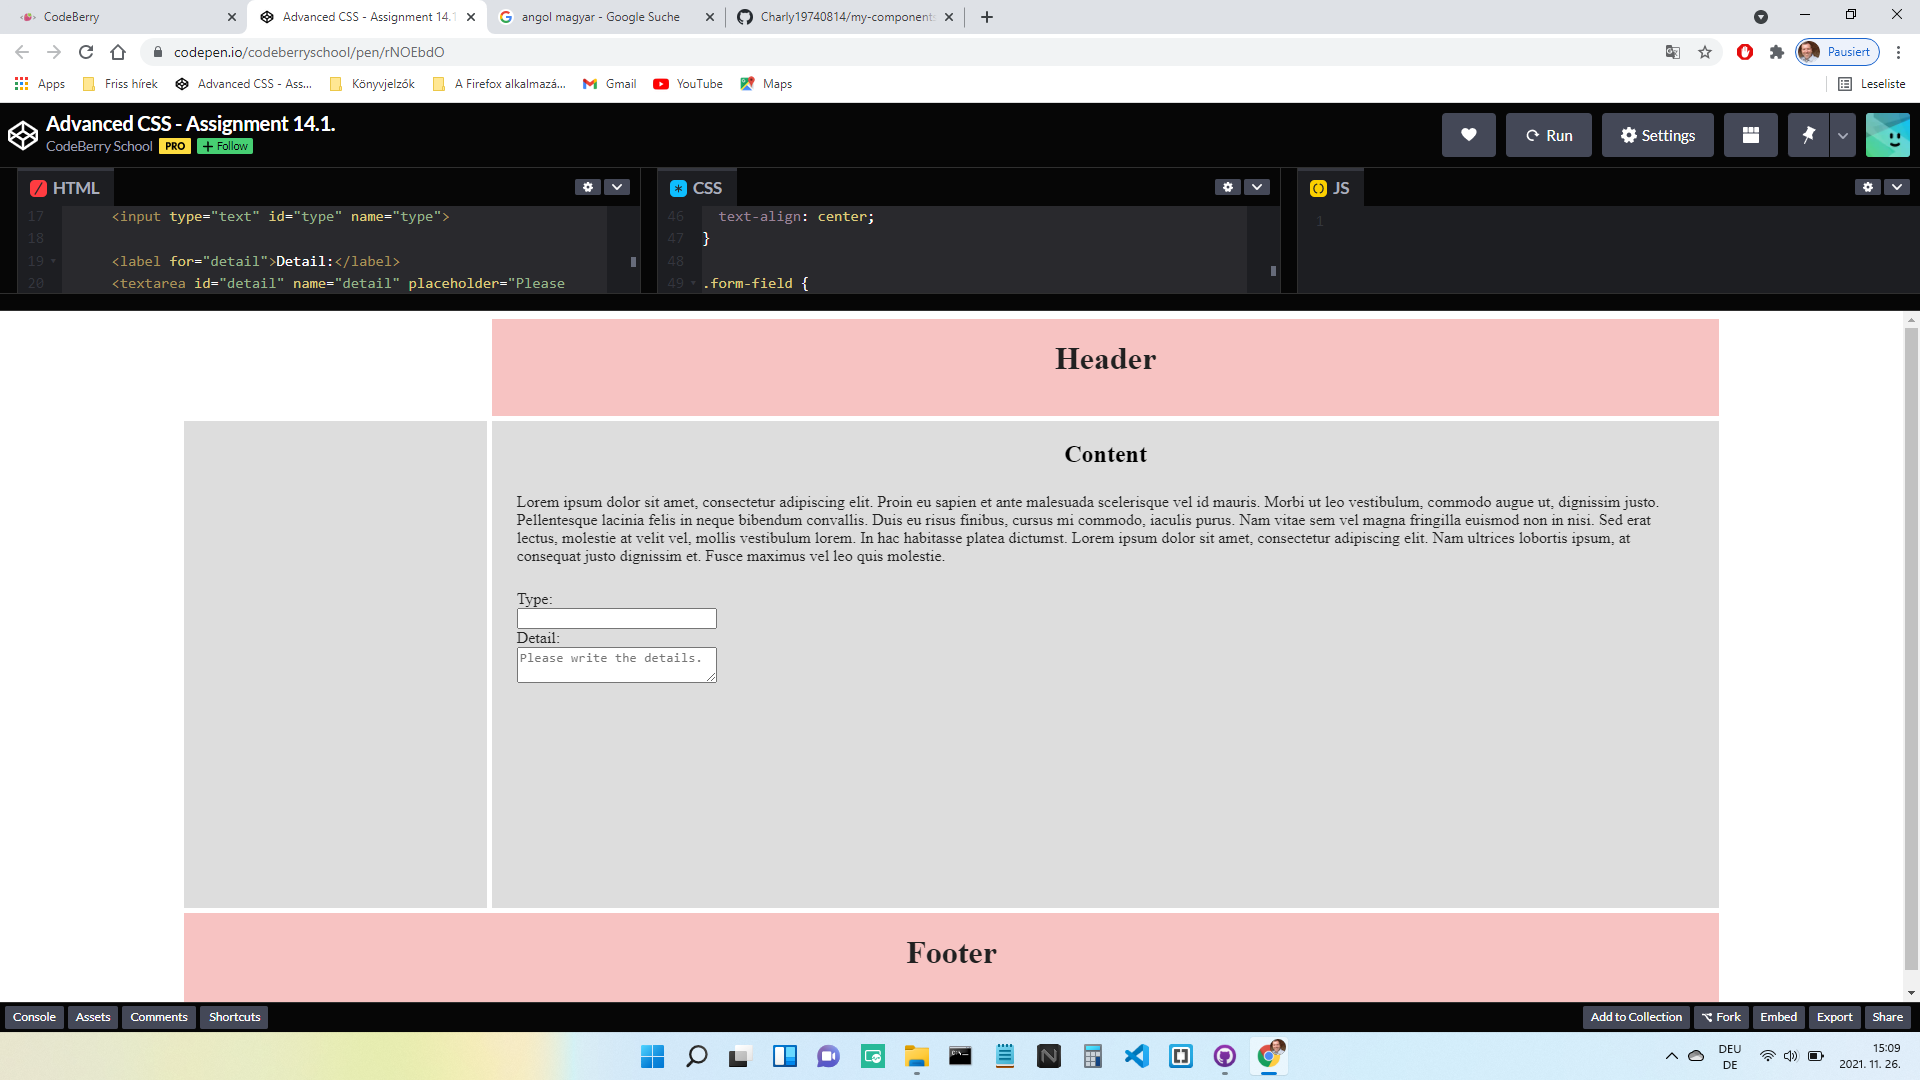 CodeBerry
Advanced CSS - Assignment 14.1
angol magyar - Google Suche
Charly19740814/my-components
codepen.io/codeberryschool/pen/rNOEbdO
Pausiert
Apps
Friss hírek
Advanced CSS - Ass...
Könyvjelzők
A Firefox alkalmazá...
Gmail
YouTube
Maps
Leseliste
Advanced CSS - Assignment 14.1.
CodeBerry School PRO + Follow
Run
Settings
HTML
CSS
JS
17 <input type="text" id="type" name="type">
18
19 <label for="detail">Detail:</label>
20 <textarea id="detail" name="detail" placeholder="Please
46 text-align: center;
47 }
48
49 .form-field {
1
Header
Content
Lorem ipsum dolor sit amet, consectetur adipiscing elit. Proin eu sapien et ante malesuada scelerisque vel id mauris. Morbi ut leo vestibulum, commodo augue ut, dignissim justo.
Pellentesque lacinia felis in neque bibendum convallis. Duis eu risus finibus, cursus mi commodo, iaculis purus. Nam vitae sem vel magna fringilla euismod non in nisi. Sed erat
lectus, molestie at velit vel, mollis vestibulum lorem. In hac habitasse platea dictumst. Lorem ipsum dolor sit amet, consectetur adipiscing elit. Nam ultrices lobortis ipsum, at
consequat justo dignissim et. Fusce maximus vel leo quis molestie.
Type:
Detail:
Please write the details.
Footer
Console
Assets
Comments
Shortcuts
Add to Collection
Fork
Embed
Export
Share
DEU
DE
15:09
2021. 11. 26.